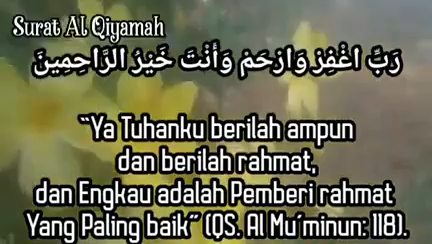 Surat Al Qiyamah
رَبِّ اغْفِرْ وَارْحَمْ وَأَنْتَ خَيْرُ الرَّاحِمِينَ
“Ya Tuhanku berilah ampun
dan berilah rahmat,
dan Engkau adalah Pemberi rahmat
Yang Paling baik” (QS. Al Mu’minun: 118).